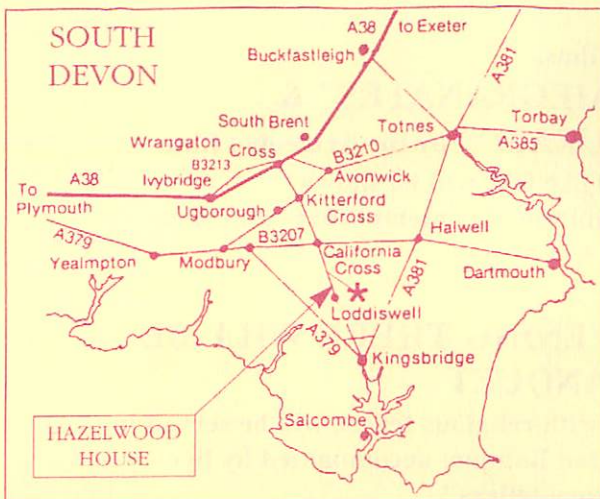 SOUTH
DEVON
A38
to Exeter
Buckfastleigh
A381
South Brent
Totnes
Torbay
Wrangaton
Cross
B3213
B3210
A385
To
Plymouth
A38
Ivybridge
Avonwick
Ugborough
Kitterford
Cross
A379
B3207
Halwell
Yealmpton
Modbury
California
Cross
A381
Dartmouth
*
Loddiswell
A379
Kingsbridge
HAZELWOOD
HOUSE
Salcombe